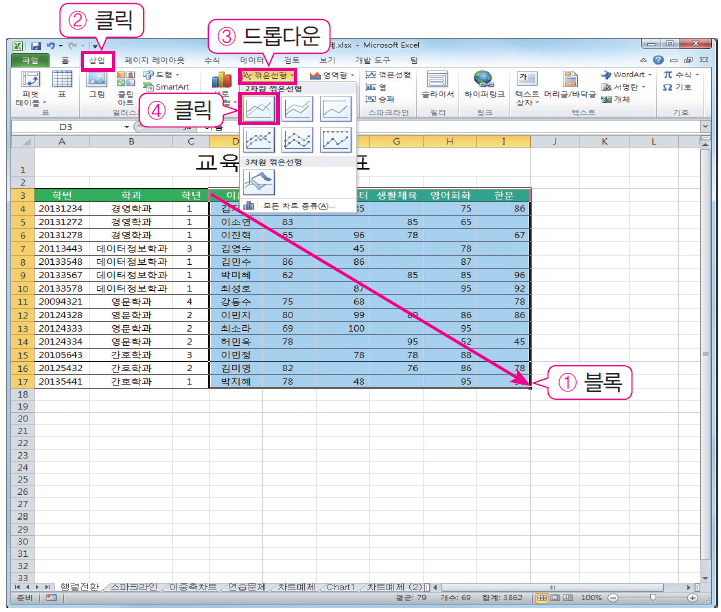 ② 클릭
③ 드롭다운
.xlsx - Microsoft Excel
파일 홈 삽입 페이지 레이아웃 수식 데이터 검토 보기 개발 도구 팀
피벗 테이블 표 그림 클립 아트 도형 SmartArt
꺾은선형 영역형
꺾은선형 열 승패
슬라이서 하이퍼링크 텍스트 상자 머리글/바닥글 WordArt 서명란 개체 수식 기호
표 스파크라인 필터 링크 텍스트 기호
2차원 꺾은선형
④ 클릭
3차원 꺾은선형
모든 차트 종류(A)...
D3
A B C D G H I J K L
1 교육 표
2
3 학번 학과 학년 이 터 생활체육 영어회화 한문
4 20131234 경영학과 1 75 86
5 20131272 경영학과 1 이소연 83 85 65
6 20131278 경영학과 1 이진혁 65 96 78 67
7 20113443 데이터정보학과 3 김영수 45 78
8 20133548 데이터정보학과 1 김민수 86 86 87
9 20133567 데이터정보학과 1 박미혜 62 85 85 96
10 20133578 데이터정보학과 1 최성호 87 95 92
11 20094321 영문학과 4 강동수 75 68 78
12 20124328 영문학과 2 이민지 80 99 86 86
13 20124333 영문학과 2 최소라 69 100 95
14 20124334 영문학과 2 허민욱 78 95 52 45
15 20105643 간호학과 3 이민정 78 78 88
16 20125432 간호학과 2 김미영 82 76 86 78
17 20135441 간호학과 1 박지혜 78 48 95
① 블록
18
19
20
21
22
23
24
25
26
27
28
29
30
31
32
33
행렬전환 스파크라인 이중축차트 연습문제 차트예제 Chart1 차트예제 (2)
준비 평균: 79 개수: 69 합계: 3862 100%